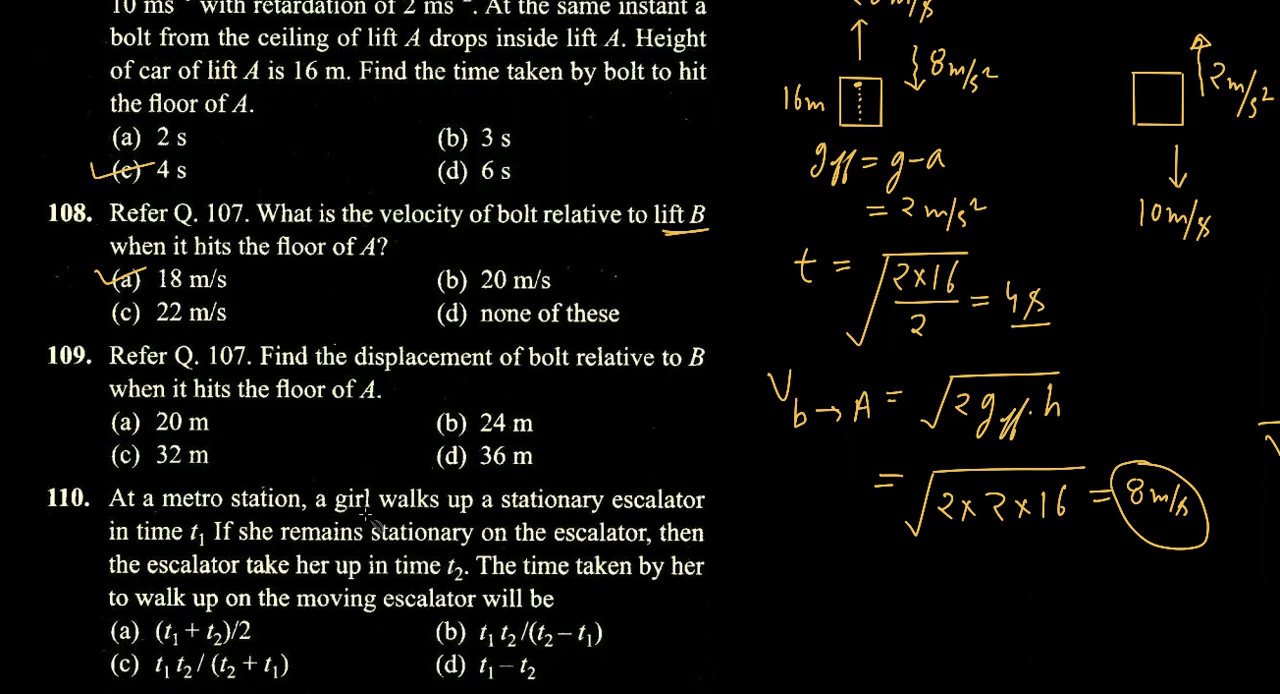 10 ms with retardation of 2 ms . At the same instant a
bolt from the ceiling of lift A drops inside lift A. Height
of car of lift A is 16 m. Find the time taken by bolt to hit
the floor of A.
(a) 2 s (b) 3 s
(c) 4 s (d) 6 s
108. Refer Q. 107. What is the velocity of bolt relative to lift B
when it hits the floor of A?
(a) 18 m/s (b) 20 m/s
(c) 22 m/s (d) none of these
109. Refer Q. 107. Find the displacement of bolt relative to B
when it hits the floor of A.
(a) 20 m (b) 24 m
(c) 32 m (d) 36 m
110. At a metro station, a girl walks up a stationary escalator
in time t₁ If she remains stationary on the escalator, then
the escalator take her up in time t₂. The time taken by her
to walk up on the moving escalator will be
(a) (t₁ + t₂)/2 (b) t₁ t₂ /(t₂ – t₁)
(c) t₁ t₂ / (t₂ + t₁) (d) t₁ – t₂
m/s
8 m/s²
16m
2 m/s²
10 m/s
geff = g - a
= 2 m/s²
t = √(2×16/2) = 4s
V b→A = √(2 geff . h)
= √(2×2×16) = 8 m/s